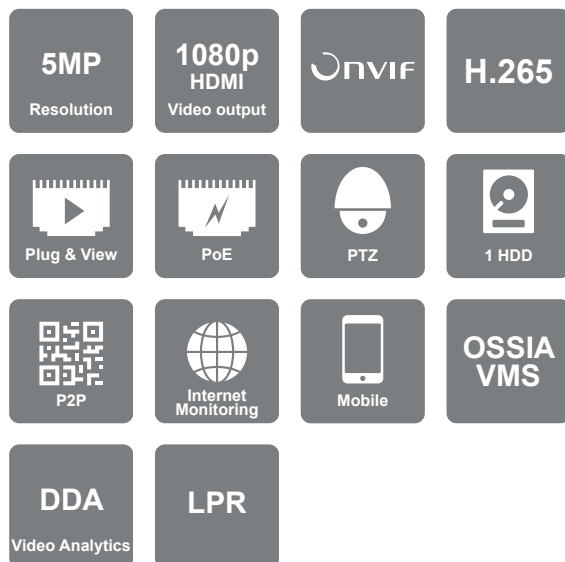 5MP
Resolution
1080p
HDMI
Video output
ONVIF
H.265
Plug & View
PoE
PTZ
1 HDD
P2P
Internet
Monitoring
Mobile
OSSIA
VMS
DDA
Video Analytics
LPR